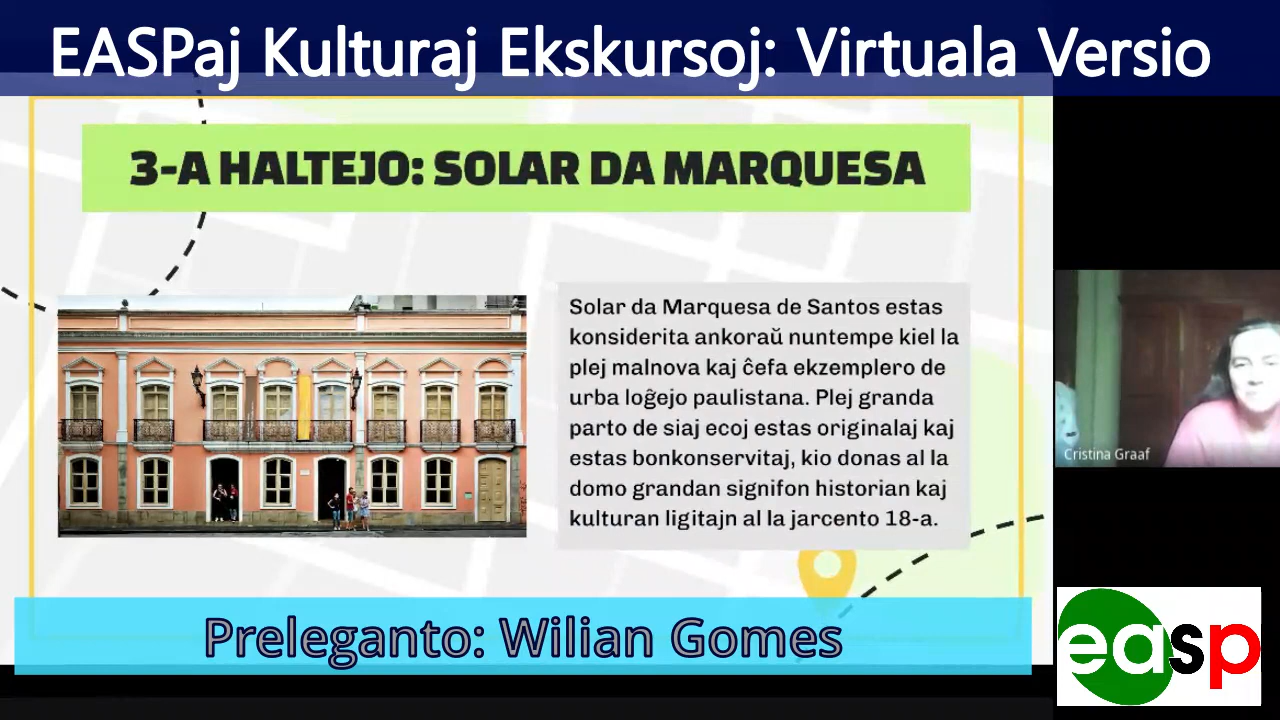 EASPaj Kulturaj Ekskursoj: Virtuala Versio
3-A HALTEJO: SOLAR DA MARQUESA
Solar da Marquesa de Santos estas
konsiderita ankoraŭ nuntempe kiel la
plej malnova kaj ĉefa ekzemplero de
urba loĝejo paulistana. Plej granda
parto de siaj ecoj estas originalaj kaj
estas bonkonservitaj, kio donas al la
domo grandan signifon historian kaj
kulturan ligitajn al la jarcento 18-a.
Cristina Graaf
Preleganto: Wilian Gomes
easp